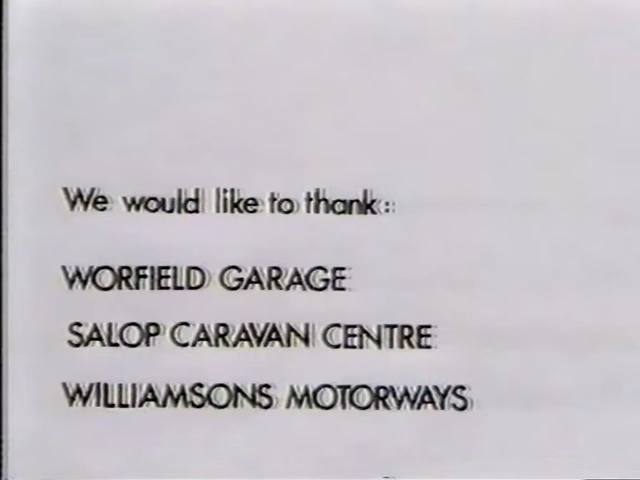 We would like to thank:
WORFIELD GARAGE
SALOP CARAVAN CENTRE
WILLIAMSONS MOTORWAYS